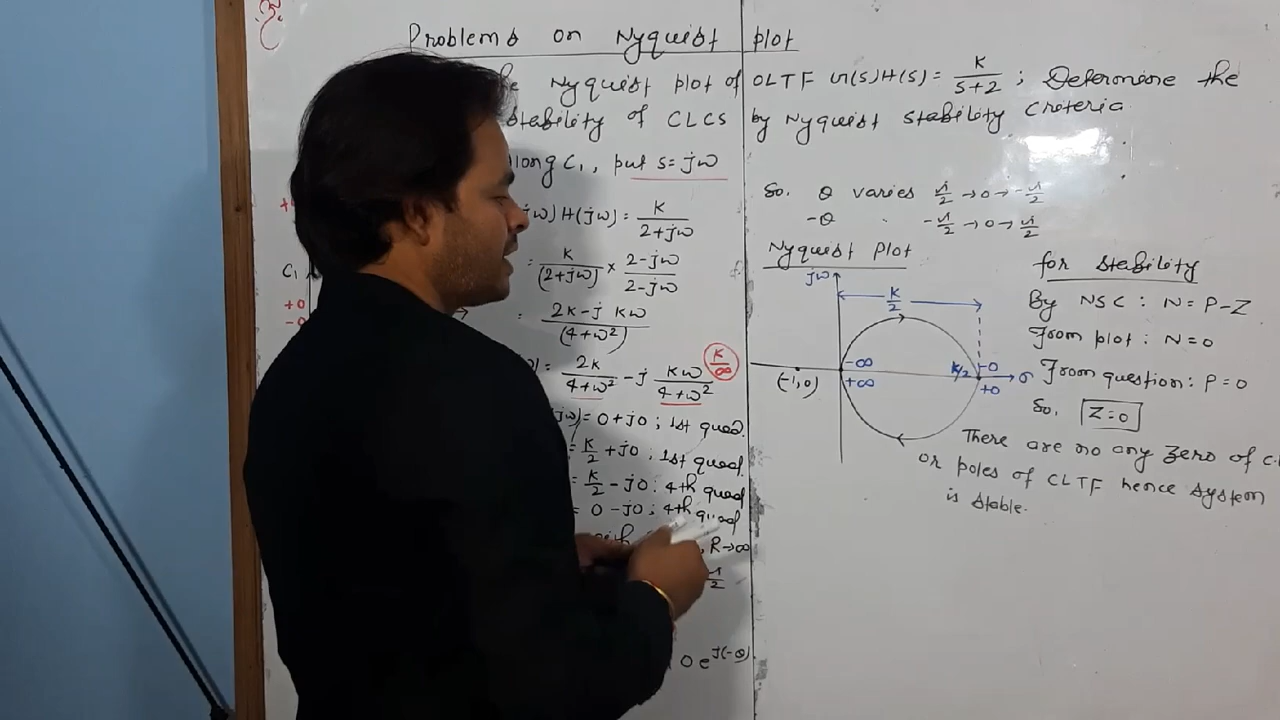 Problems on Nyquist plot
Nyquist plot of OLTF G(s)H(s) = K/(s+2) ; Determine the
stability of CLCS by Nyquist stability criteria
along C₁, put s=jω
jω) H(jω) = K/(2+jω)
= K/(2+jω) × (2-jω)/(2-jω)
= (2K-j Kω)/(4+ω²)
= 2K/(4+ω²) - j Kω/(4+ω²)
K/∞
C₁
+0
-0
jω) = 0+j0 ; 1st quad.
= K/2 +j0 ; 1st quad.
= K/2 -j0 : 4th quad
= 0 -j0 ; 4th quad
, R→∞
π/2
0 e^j(-θ)
So. θ varies π/2 →0→ -π/2
-θ " -π/2 →0→ π/2
Nyquist Plot
jω
K/2
-∞
+∞
K/2
-0
+0
σ
(-1,0)
for stability
By NSC : N = P-Z
From plot : N=0
From question : P=0
So. Z=0
There are no any zero of
or poles of CLTF hence system
is stable.